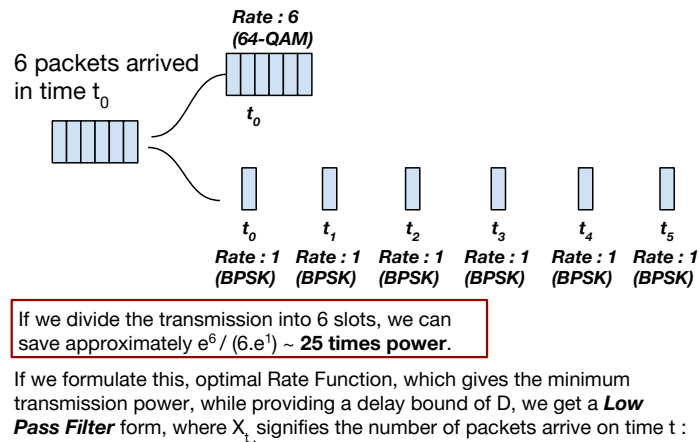 Rate : 6
(64-QAM)
6 packets arrived
in time t₀
t₀
t₀ t₁ t₂ t₃ t₄ t₅
Rate : 1 Rate : 1 Rate : 1 Rate : 1 Rate : 1 Rate : 1
(BPSK) (BPSK) (BPSK) (BPSK) (BPSK) (BPSK)
If we divide the transmission into 6 slots, we can
save approximately e⁶ / (6.e¹) ~ 25 times power.
If we formulate this, optimal Rate Function, which gives the minimum
transmission power, while providing a delay bound of D, we get a Low
Pass Filter form, where Xₜ signifies the number of packets arrive on time t :